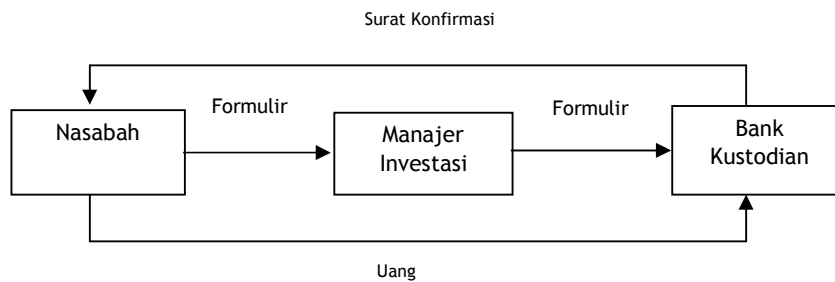 Surat Konfirmasi
Formulir
Formulir
Nasabah
Manajer
Investasi
Bank
Kustodian
Uang